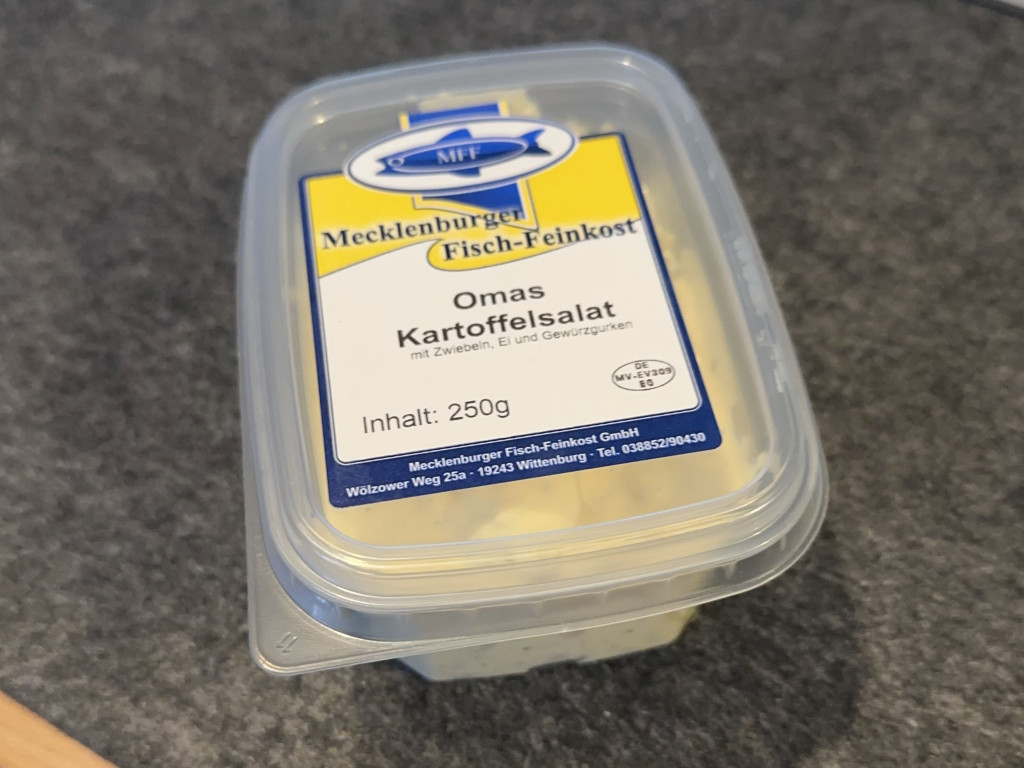 MFF
Mecklenburger
Fisch-Feinkost
Omas
Kartoffelsalat
mit Zwiebeln, Ei und Gewürzgurken
DE
MV-EV309
EG
Inhalt: 250g
Mecklenburger Fisch-Feinkost GmbH
Wölzower Weg 25a - 19243 Wittenburg - Tel. 038852/90430